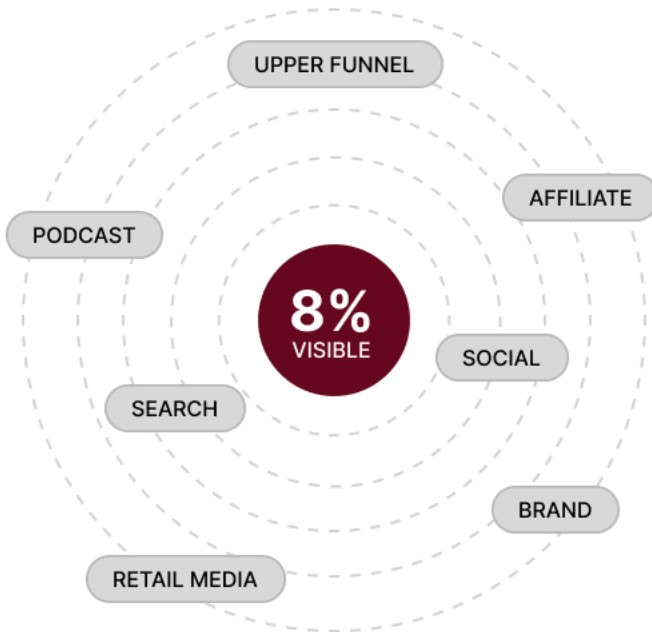 UPPER FUNNEL
AFFILIATE
PODCAST
8%
VISIBLE
SOCIAL
SEARCH
BRAND
RETAIL MEDIA